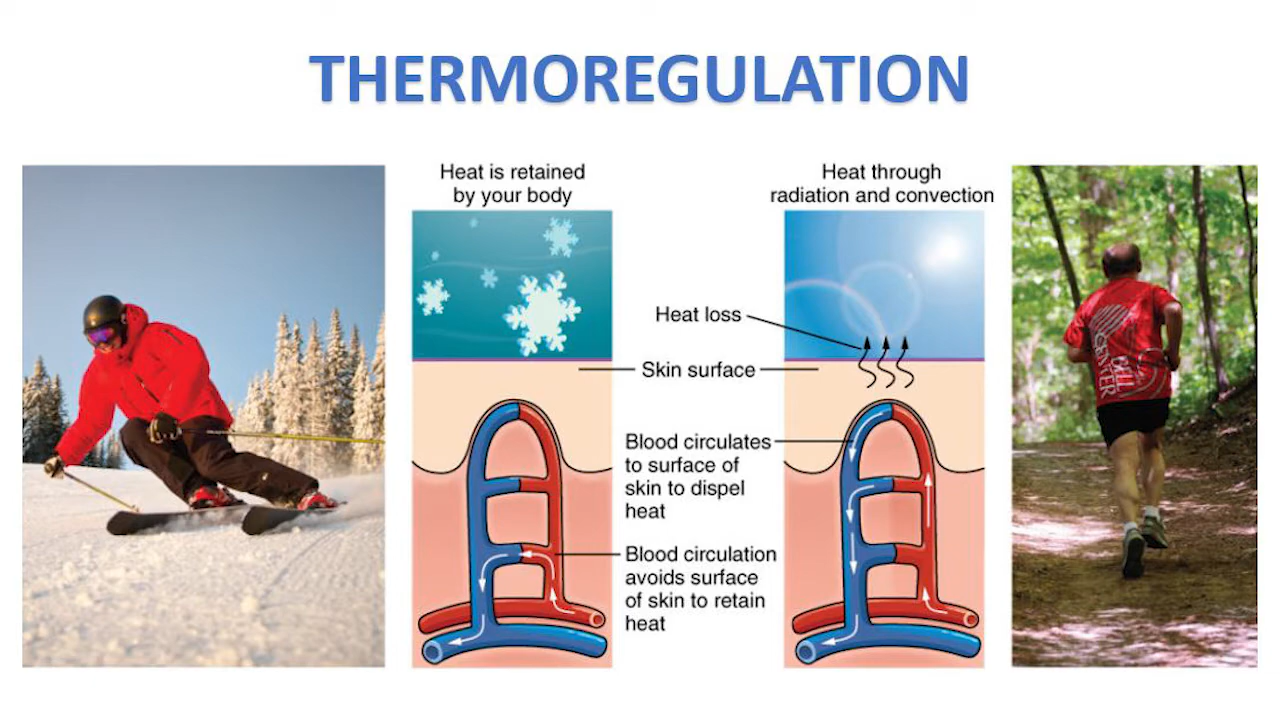 THERMOREGULATION
Heat is retained
by your body
Heat through
radiation and convection
Heat loss
Skin surface
Blood circulates
to surface of
skin to dispel
heat
Blood circulation
avoids surface
of skin to retain
heat
CENTER